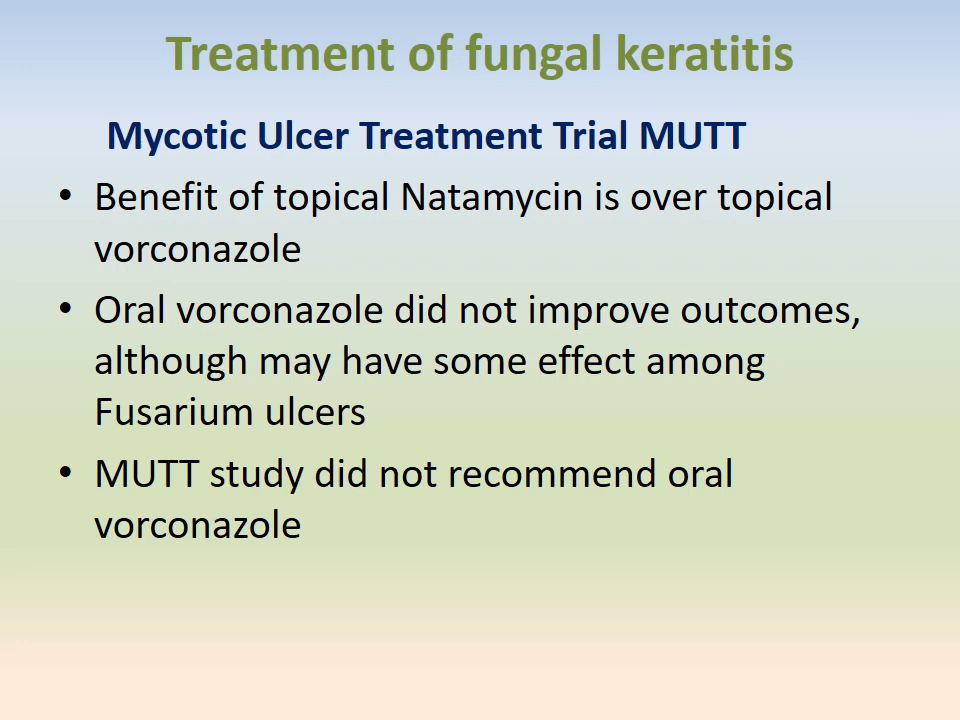 Treatment of fungal keratitis
Mycotic Ulcer Treatment Trial MUTT
• Benefit of topical Natamycin is over topical
vorconazole
• Oral vorconazole did not improve outcomes,
although may have some effect among
Fusarium ulcers
• MUTT study did not recommend oral
vorconazole